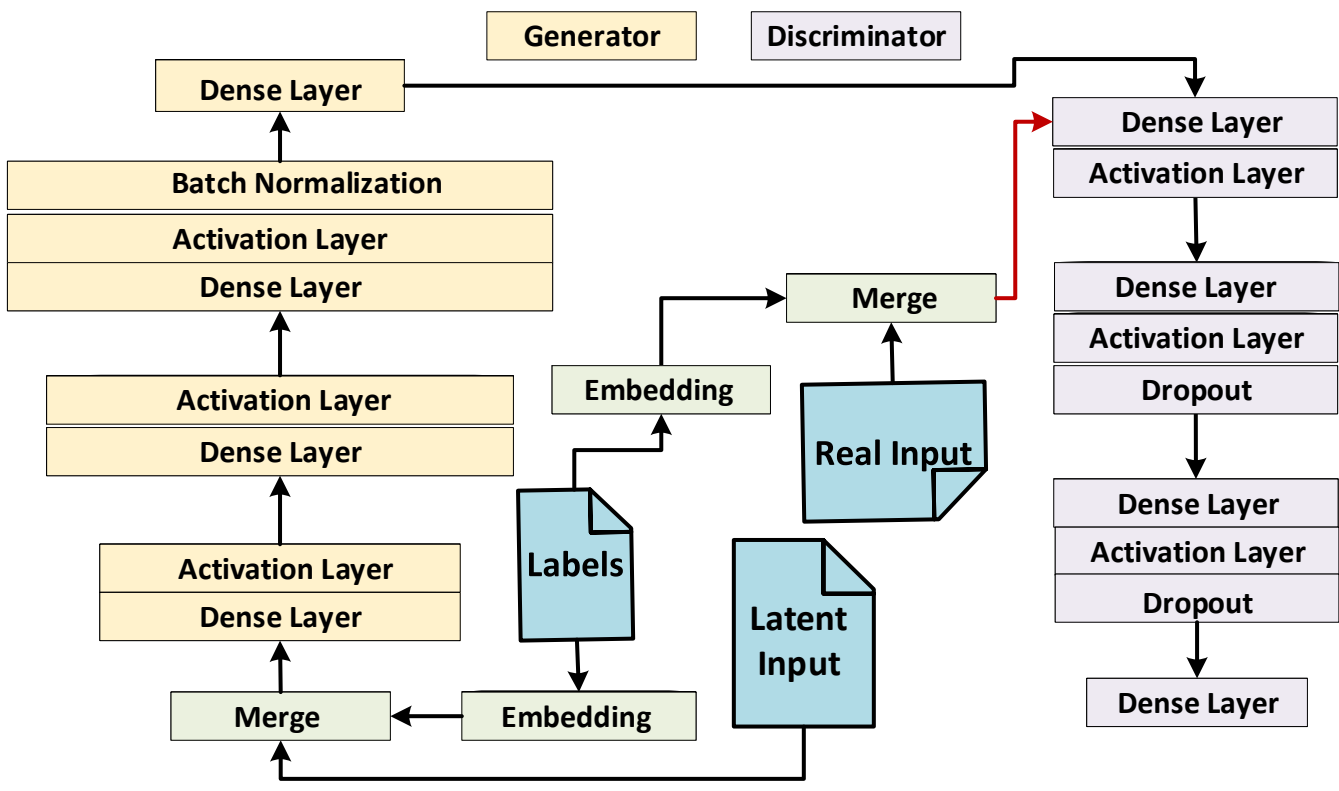 Generator
Discriminator
Dense Layer
Batch Normalization
Activation Layer
Dense Layer
Activation Layer
Dense Layer
Activation Layer
Dense Layer
Merge
Embedding
Labels
Embedding
Merge
Real Input
Latent
Input
Dense Layer
Activation Layer
Dense Layer
Activation Layer
Dropout
Dense Layer
Activation Layer
Dropout
Dense Layer